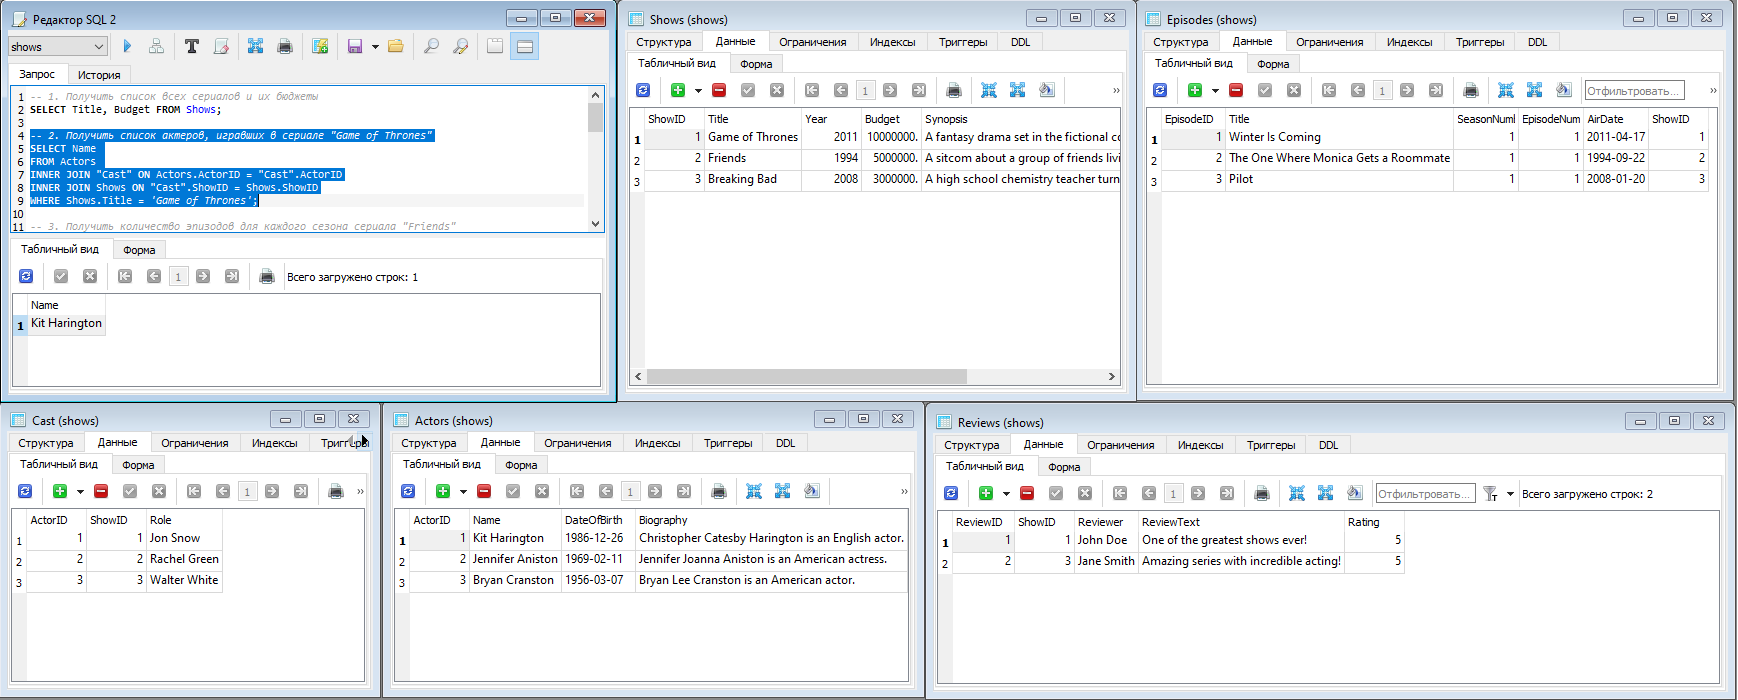 Редактор SQL 2
shows
Запрос
История
1 -- 1. Получить список всех сериалов и их бюджеты
2 SELECT Title, Budget FROM Shows;
3
4 -- 2. Получить список актеров, игравших в сериале "Game of Thrones"
5 SELECT Name
6 FROM Actors
7 INNER JOIN "Cast" ON Actors.ActorID = "Cast".ActorID
8 INNER JOIN Shows ON "Cast".ShowID = Shows.ShowID
9 WHERE Shows.Title = 'Game of Thrones';
10
11 -- 3. Получить количество эпизодов для каждого сезона сериала "Friends"
Табличный вид Форма
1 Всего загружено строк: 1
Name
1 Kit Harington
Shows (shows)
Структура Данные Ограничения Индексы Триггеры DDL
Табличный вид Форма
1 »
ShowID Title Year Budget Synopsis
1 1 Game of Thrones 2011 10000000. A fantasy drama set in the fictional co
2 2 Friends 1994 5000000. A sitcom about a group of friends livi
3 3 Breaking Bad 2008 3000000. A high school chemistry teacher turn
Episodes (shows)
Структура Данные Ограничения Индексы Триггеры DDL
Табличный вид Форма
1 Отфильтровать... »
EpisodeID Title SeasonNuml EpisodeNum AirDate ShowID
1 1 Winter Is Coming 1 1 2011-04-17 1
2 2 The One Where Monica Gets a Roommate 1 1 1994-09-22 2
3 3 Pilot 1 1 2008-01-20 3
Cast (shows)
Структура Данные Ограничения Индексы Триггеры
Табличный вид Форма
1 »
ActorID ShowID Role
1 1 1 Jon Snow
2 2 2 Rachel Green
3 3 3 Walter White
Actors (shows)
Структура Данные Ограничения Индексы Триггеры DDL
Табличный вид Форма
1 »
ActorID Name DateOfBirth Biography
1 1 Kit Harington 1986-12-26 Christopher Catesby Harington is an English actor.
2 2 Jennifer Aniston 1969-02-11 Jennifer Joanna Aniston is an American actress.
3 3 Bryan Cranston 1956-03-07 Bryan Lee Cranston is an American actor.
Reviews (shows)
Структура Данные Ограничения Индексы Триггеры DDL
Табличный вид Форма
1 Отфильтровать... Всего загружено строк: 2
ReviewID ShowID Reviewer ReviewText Rating
1 1 1 John Doe One of the greatest shows ever! 5
2 2 3 Jane Smith Amazing series with incredible acting! 5